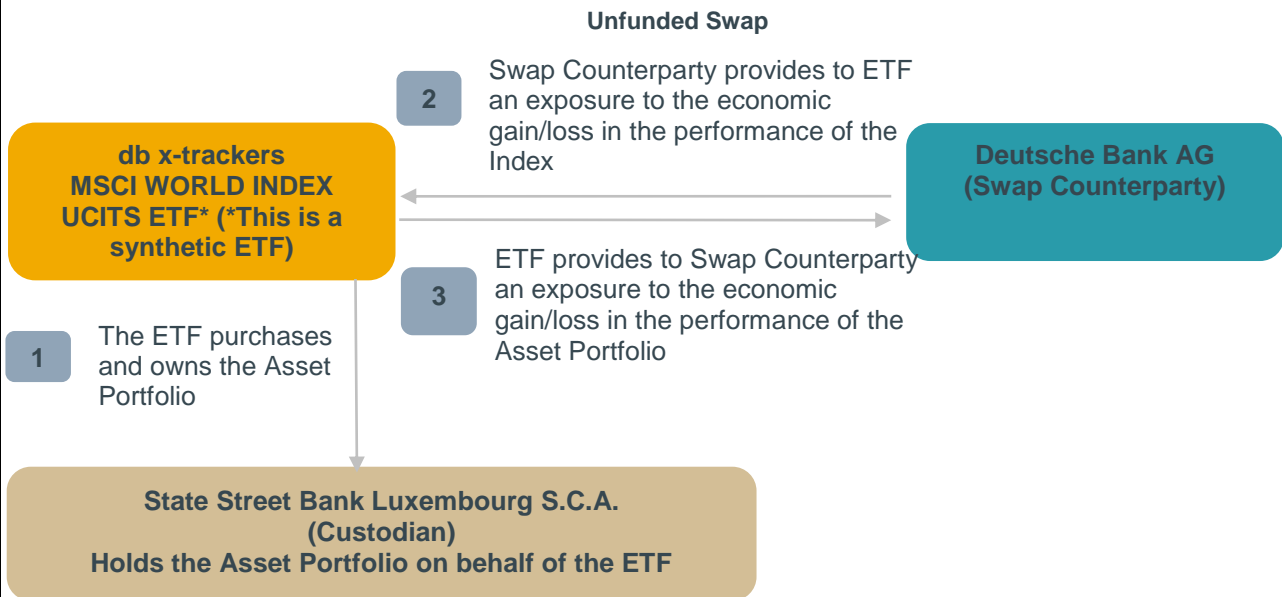 Unfunded Swap
2
Swap Counterparty provides to ETF
an exposure to the economic
gain/loss in the performance of the
Index
db x-trackers
MSCI WORLD INDEX
UCITS ETF* (*This is a
synthetic ETF)
Deutsche Bank AG
(Swap Counterparty)
3
ETF provides to Swap Counterparty
an exposure to the economic
gain/loss in the performance of the
Asset Portfolio
1
The ETF purchases
and owns the Asset
Portfolio
State Street Bank Luxembourg S.C.A.
(Custodian)
Holds the Asset Portfolio on behalf of the ETF